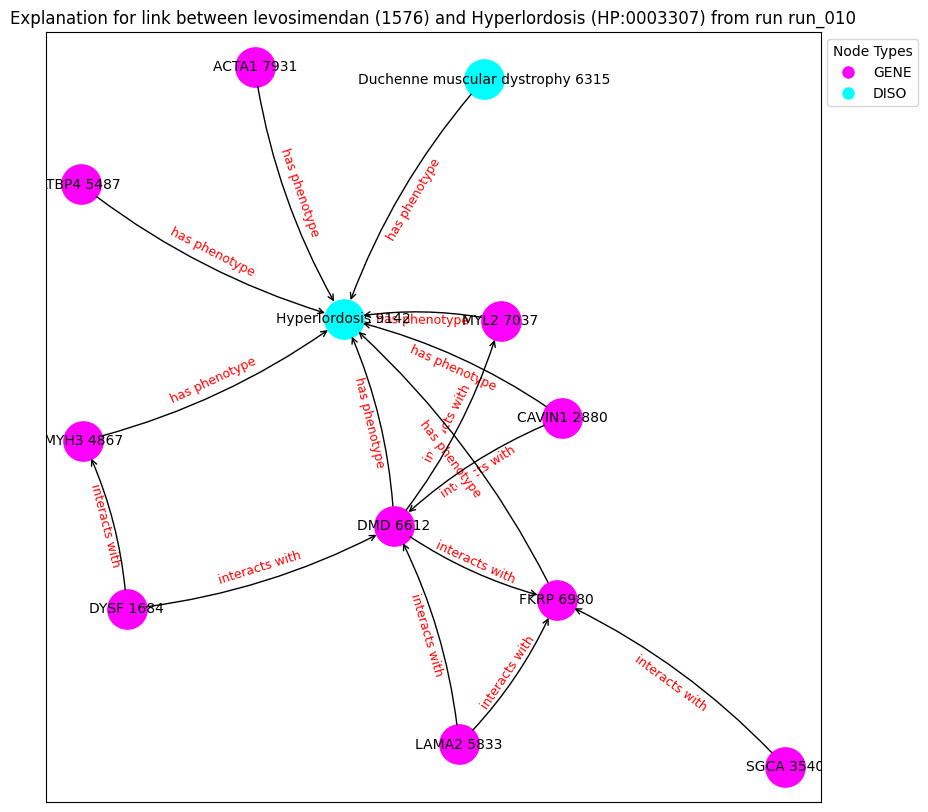 Explanation for link between levosimendan (1576) and Hyperlordosis (HP:0003307) from run run_010
Node Types
GENE
DISO
ACTA1 7931
Duchenne muscular dystrophy 6315
TBP4 5487
has phenotype
has phenotype
has phenotype
Hyperlordosis 9142
has phenotype
MYL2 7037
has phenotype
has phenotype
has phenotype
interacts with
CAVIN1 2880
has phenotype
MYH3 4867
interacts with
interacts with
DMD 6612
interacts with
interacts with
DYSF 1684
FKRP 6980
interacts with
interacts with
interacts with
LAMA2 5833
SGCA 3540